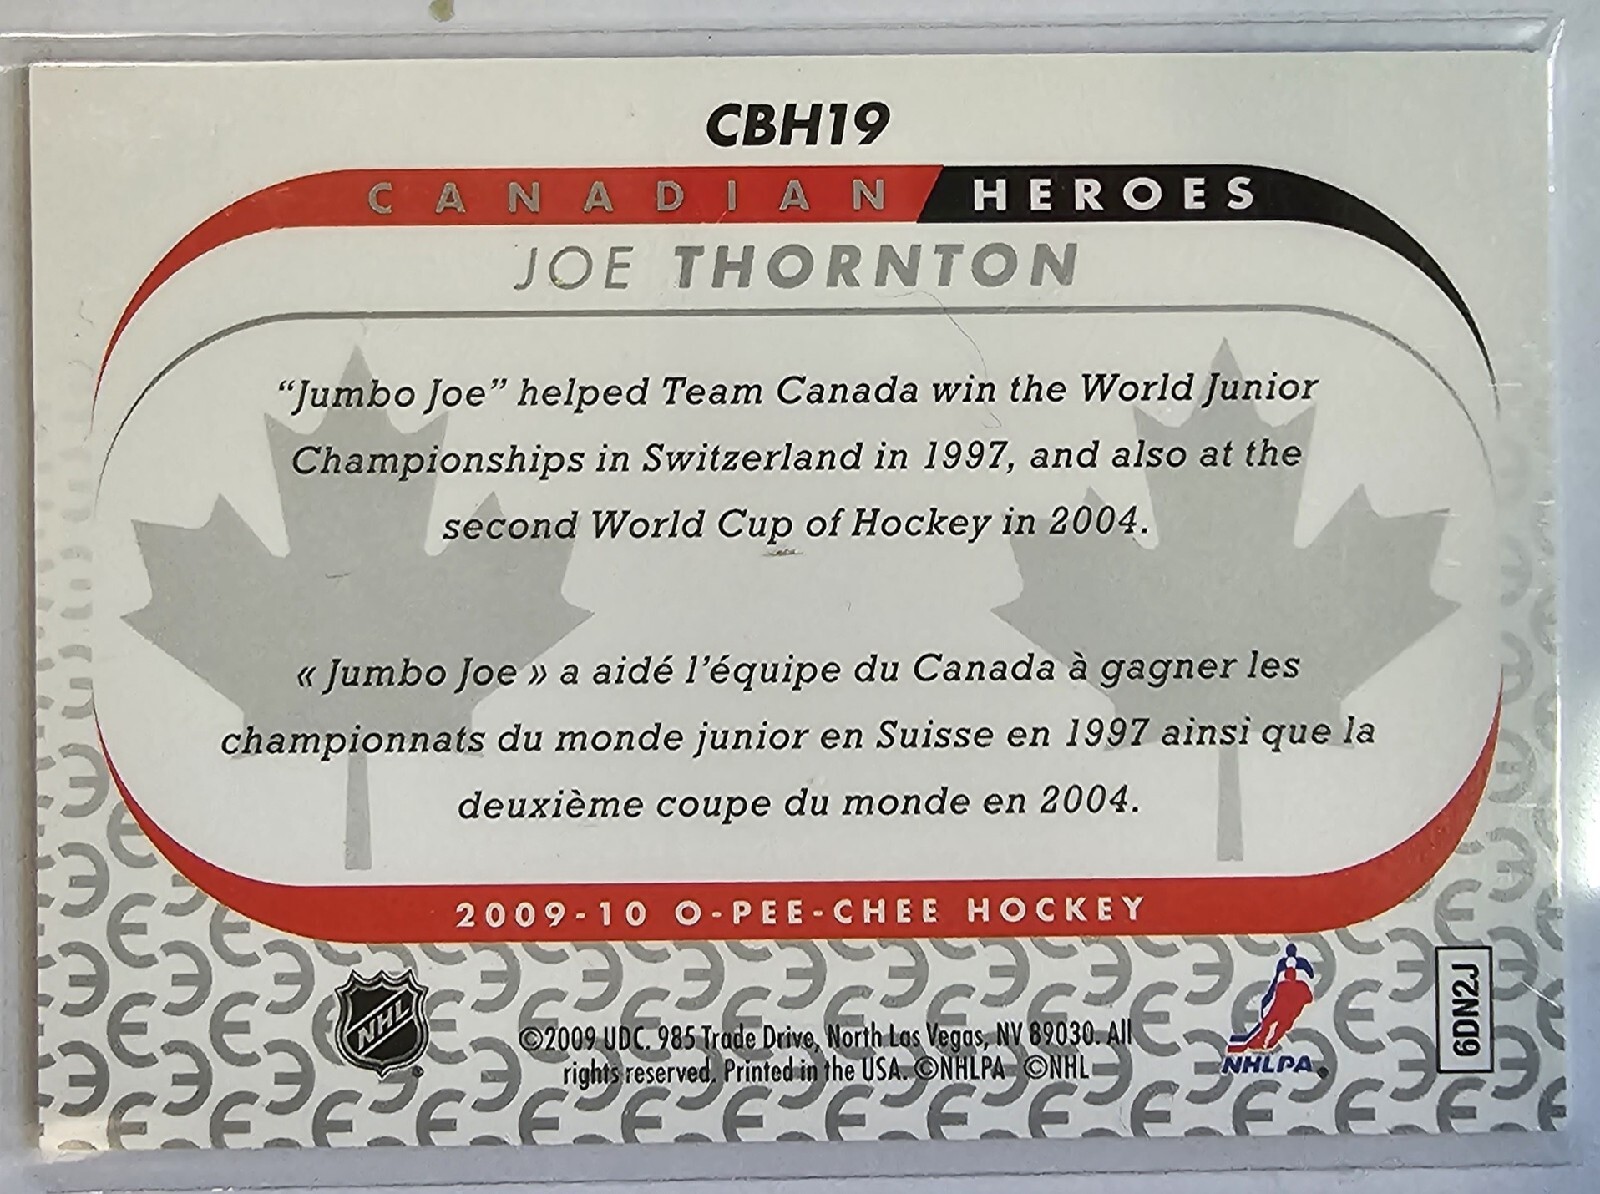 CBH19
CANADIAN HEROES
JOE THORNTON
“Jumbo Joe” helped Team Canada win the World Junior
Championships in Switzerland in 1997, and also at the
second World Cup of Hockey in 2004.
« Jumbo Joe » a aidé l’équipe du Canada à gagner les
championnats du monde junior en Suisse en 1997 ainsi que la
deuxième coupe du monde en 2004.
2009-10 O-PEE-CHEE HOCKEY
NHL
©2009 UDC. 985 Trade Drive, North Las Vegas, NV 89030. All
rights reserved. Printed in the USA. ©NHLPA ©NHL
NHLPA
6DN2J